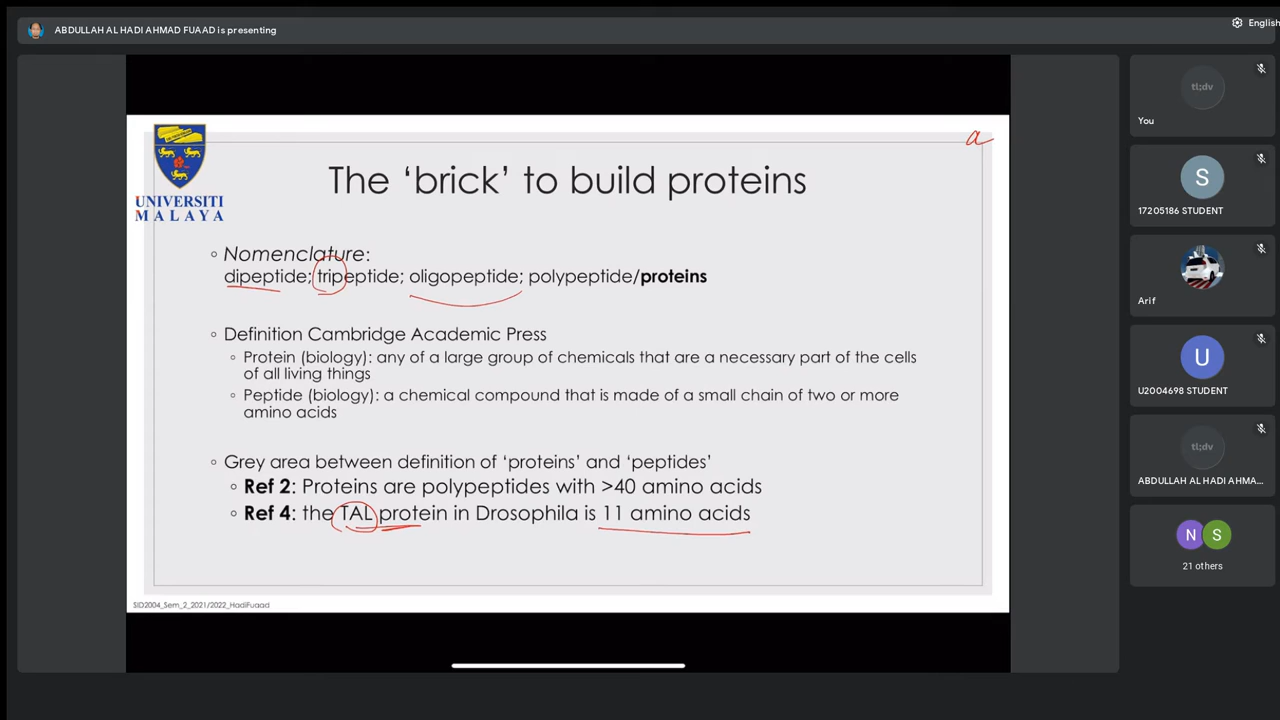 ABDULLAH AL HADI AHMAD FUAAD is presenting
English
a
UNIVERSITI
MALAYA
The ‘brick’ to build proteins
◦ Nomenclature:
dipeptide; tripeptide; oligopeptide; polypeptide/proteins
◦ Definition Cambridge Academic Press
◦ Protein (biology): any of a large group of chemicals that are a necessary part of the cells
of all living things
◦ Peptide (biology): a chemical compound that is made of a small chain of two or more
amino acids
◦ Grey area between definition of ‘proteins’ and ‘peptides’
◦ Ref 2: Proteins are polypeptides with >40 amino acids
◦ Ref 4: the TAL protein in Drosophila is 11 amino acids
SID2004_Sem_2_2021/2022_HadiFuaad
tl;dv
You
S
17205186 STUDENT
Arif
U
U2004698 STUDENT
tl;dv
ABDULLAH AL HADI AHMA...
N S
21 others